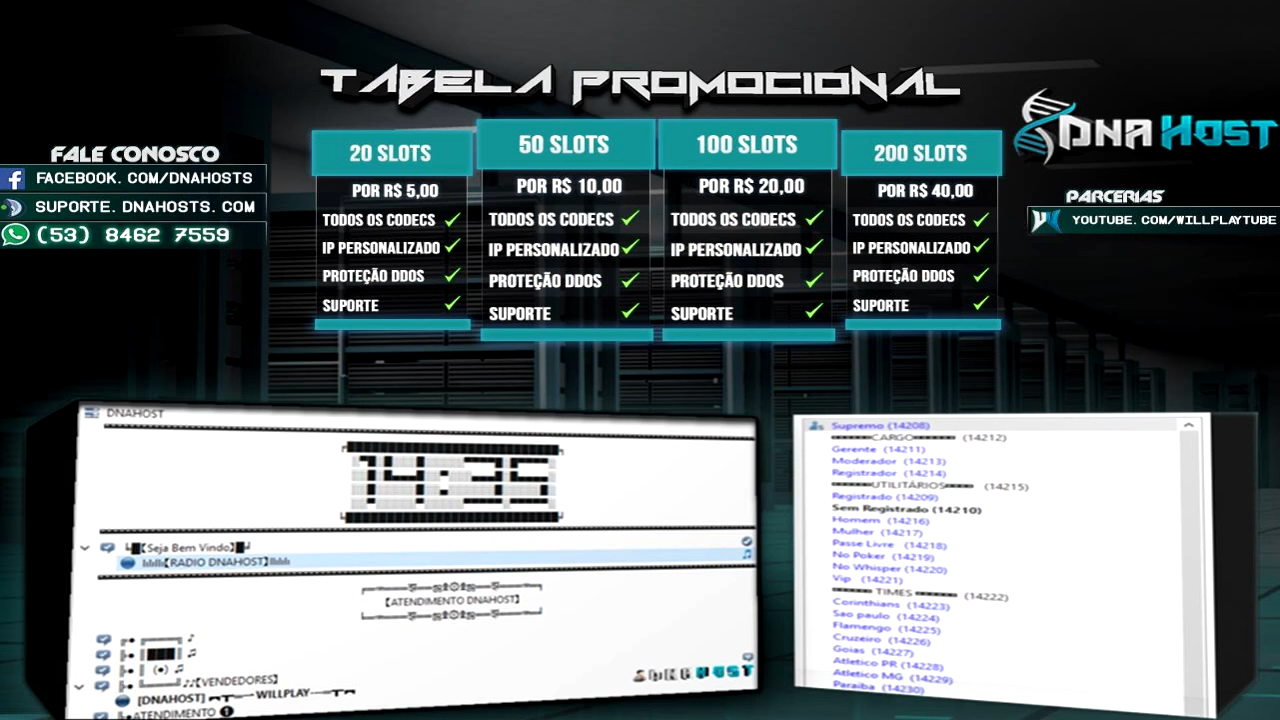 TABELA PROMOCIONAL
DNA HOST
FALE CONOSCO
FACEBOOK. COM/DNAHOSTS
SUPORTE. DNAHOSTS. COM
(53) 8462 7559
20 SLOTS
POR R$ 5,00
TODOS OS CODECS
IP PERSONALIZADO
PROTEÇÃO DDOS
SUPORTE
50 SLOTS
POR R$ 10,00
TODOS OS CODECS
IP PERSONALIZADO
PROTEÇÃO DDOS
SUPORTE
100 SLOTS
POR R$ 20,00
TODOS OS CODECS
IP PERSONALIZADO
PROTEÇÃO DDOS
SUPORTE
200 SLOTS
POR R$ 40,00
TODOS OS CODECS
IP PERSONALIZADO
PROTEÇÃO DDOS
SUPORTE
PARCERIAS
YOUTUBE. COM/WILLPLAYTUBE
DNAHOST
14:35
【Seja Bem Vindo】
【RADIO DNAHOST】
【ATENDIMENTO DNAHOST】
【VENDEDORES】
[DNAHOST] WILLPLAY
ATENDIMENTO 1
DNA HOST
Supremo (14208)
CARGO (14212)
Gerente (14211)
Moderador (14213)
Registrador (14214)
UTILITÁRIOS (14215)
Registrado (14209)
Sem Registrado (14210)
Homem (14216)
Mulher (14217)
Passe Livre (14218)
No Poker (14219)
No Whisper (14220)
Vip (14221)
TIMES (14222)
Corinthians (14223)
Sao paulo (14224)
Flamengo (14225)
Cruzeiro (14226)
Goias (14227)
Atletico PR (14228)
Atletico MG (14229)
Paraiba (14230)